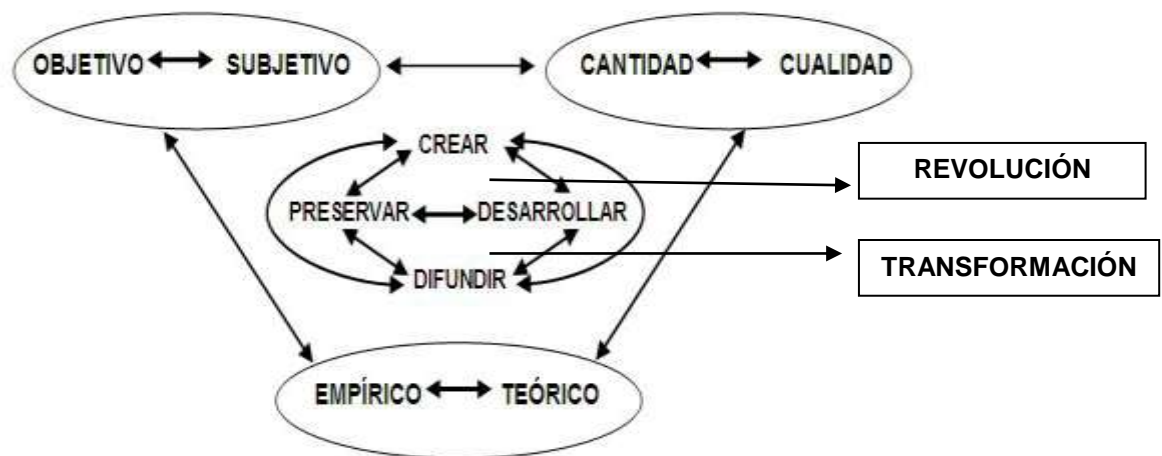 OBJETIVO SUBJETIVO
CANTIDAD CUALIDAD
CREAR
PRESERVAR DESARROLLAR
DIFUNDIR
REVOLUCIÓN
TRANSFORMACIÓN
EMPÍRICO TEÓRICO